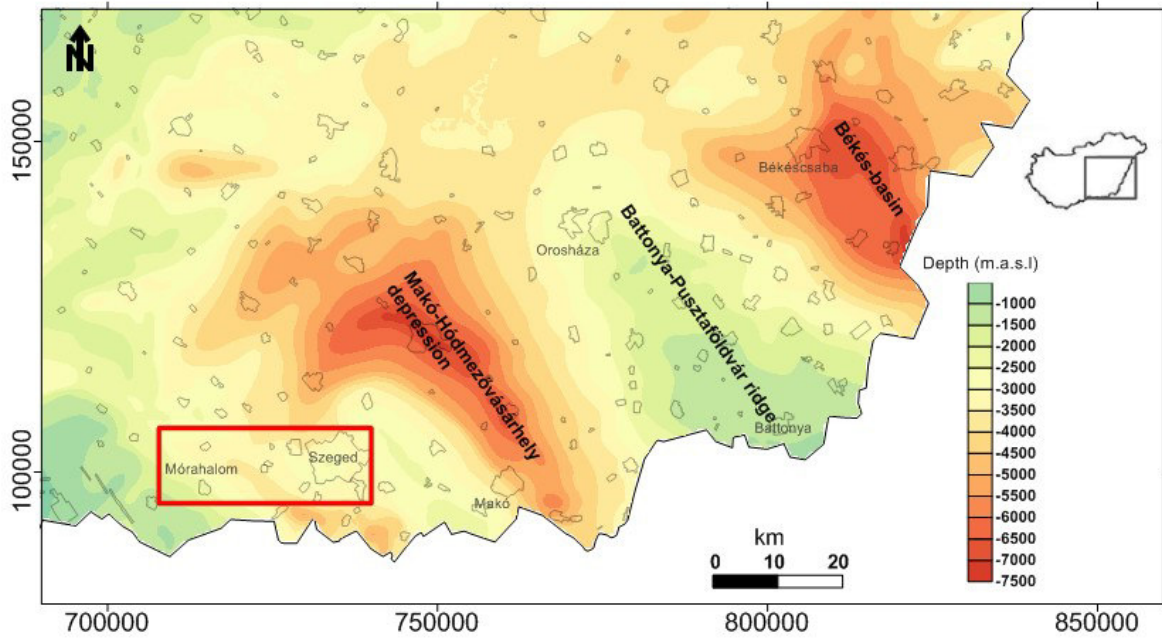 N
150000
100000
Békéscsaba
Békés-basin
Orosháza
Battonya-Pusztaföldvár ridge
Makó-Hódmezővásárhely
depression
Mórahalom
Szeged
Makó
Battonya
Depth (m.a.s.l)
-1000
-1500
-2000
-2500
-3000
-3500
-4000
-4500
-5000
-5500
-6000
-6500
-7000
-7500
km
0 10 20
700000 750000 800000 850000